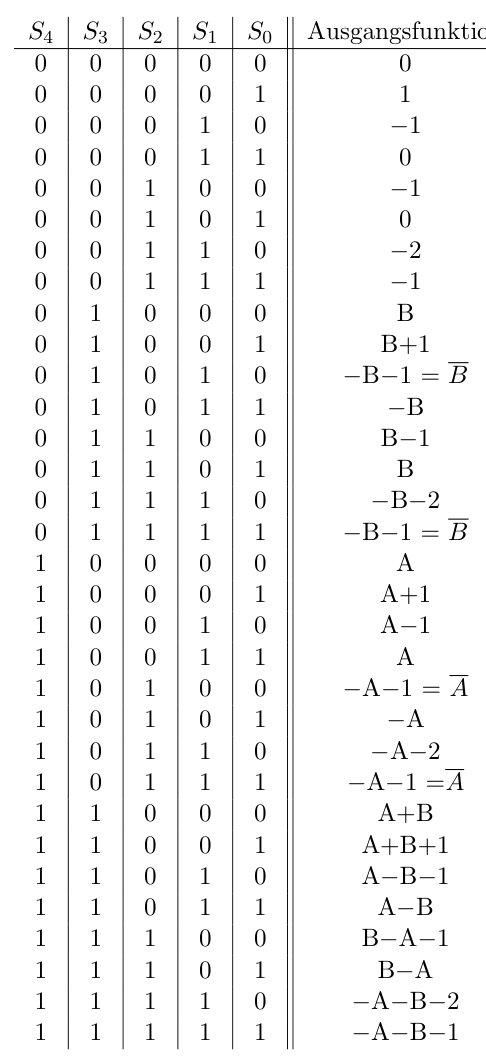 S₄ S₃ S₂ S₁ S₀ Ausgangsfunktio
0 0 0 0 0 0
0 0 0 0 1 1
0 0 0 1 0 −1
0 0 0 1 1 0
0 0 1 0 0 −1
0 0 1 0 1 0
0 0 1 1 0 −2
0 0 1 1 1 −1
0 1 0 0 0 B
0 1 0 0 1 B+1
0 1 0 1 0 −B−1 = B̅
0 1 0 1 1 −B
0 1 1 0 0 B−1
0 1 1 0 1 B
0 1 1 1 0 −B−2
0 1 1 1 1 −B−1 = B̅
1 0 0 0 0 A
1 0 0 0 1 A+1
1 0 0 1 0 A−1
1 0 0 1 1 A
1 0 1 0 0 −A−1 = A̅
1 0 1 0 1 −A
1 0 1 1 0 −A−2
1 0 1 1 1 −A−1 =A̅
1 1 0 0 0 A+B
1 1 0 0 1 A+B+1
1 1 0 1 0 A−B−1
1 1 0 1 1 A−B
1 1 1 0 0 B−A−1
1 1 1 0 1 B−A
1 1 1 1 0 −A−B−2
1 1 1 1 1 −A−B−1